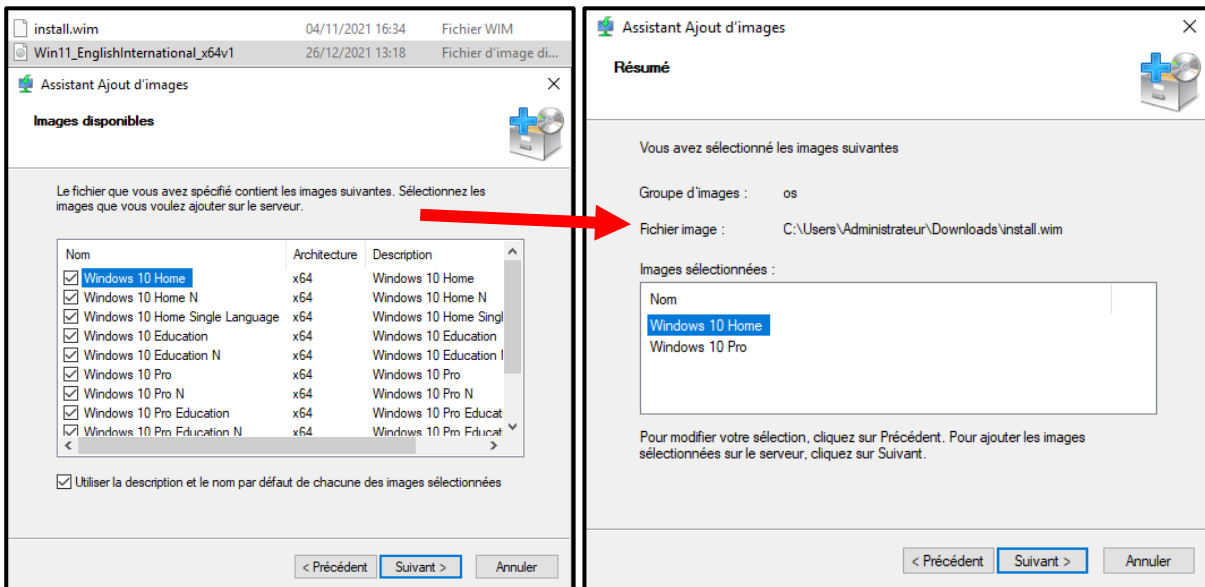 install.wim 04/11/2021 16:34 Fichier WIM
Win11_EnglishInternational_x64v1 26/12/2021 13:18 Fichier d'image di...
Assistant Ajout d'images
Images disponibles
Le fichier que vous avez spécifié contient les images suivantes. Sélectionnez les
images que vous voulez ajouter sur le serveur.
Nom Architecture Description
Windows 10 Home x64 Windows 10 Home
Windows 10 Home N x64 Windows 10 Home N
Windows 10 Home Single Language x64 Windows 10 Home Singl
Windows 10 Education x64 Windows 10 Education
Windows 10 Education N x64 Windows 10 Education I
Windows 10 Pro x64 Windows 10 Pro
Windows 10 Pro N x64 Windows 10 Pro N
Windows 10 Pro Education x64 Windows 10 Pro Educat
Windows 10 Pro Education N x64 Windows 10 Pro Educat
Utiliser la description et le nom par défaut de chacune des images sélectionnées
< Précédent Suivant > Annuler
Assistant Ajout d'images
Résumé
Vous avez sélectionné les images suivantes
Groupe d'images : os
Fichier image : C:\Users\Administrateur\Downloads\install.wim
Images sélectionnées :
Nom
Windows 10 Home
Windows 10 Pro
Pour modifier votre sélection, cliquez sur Précédent. Pour ajouter les images
sélectionnées sur le serveur, cliquez sur Suivant.
< Précédent Suivant > Annuler